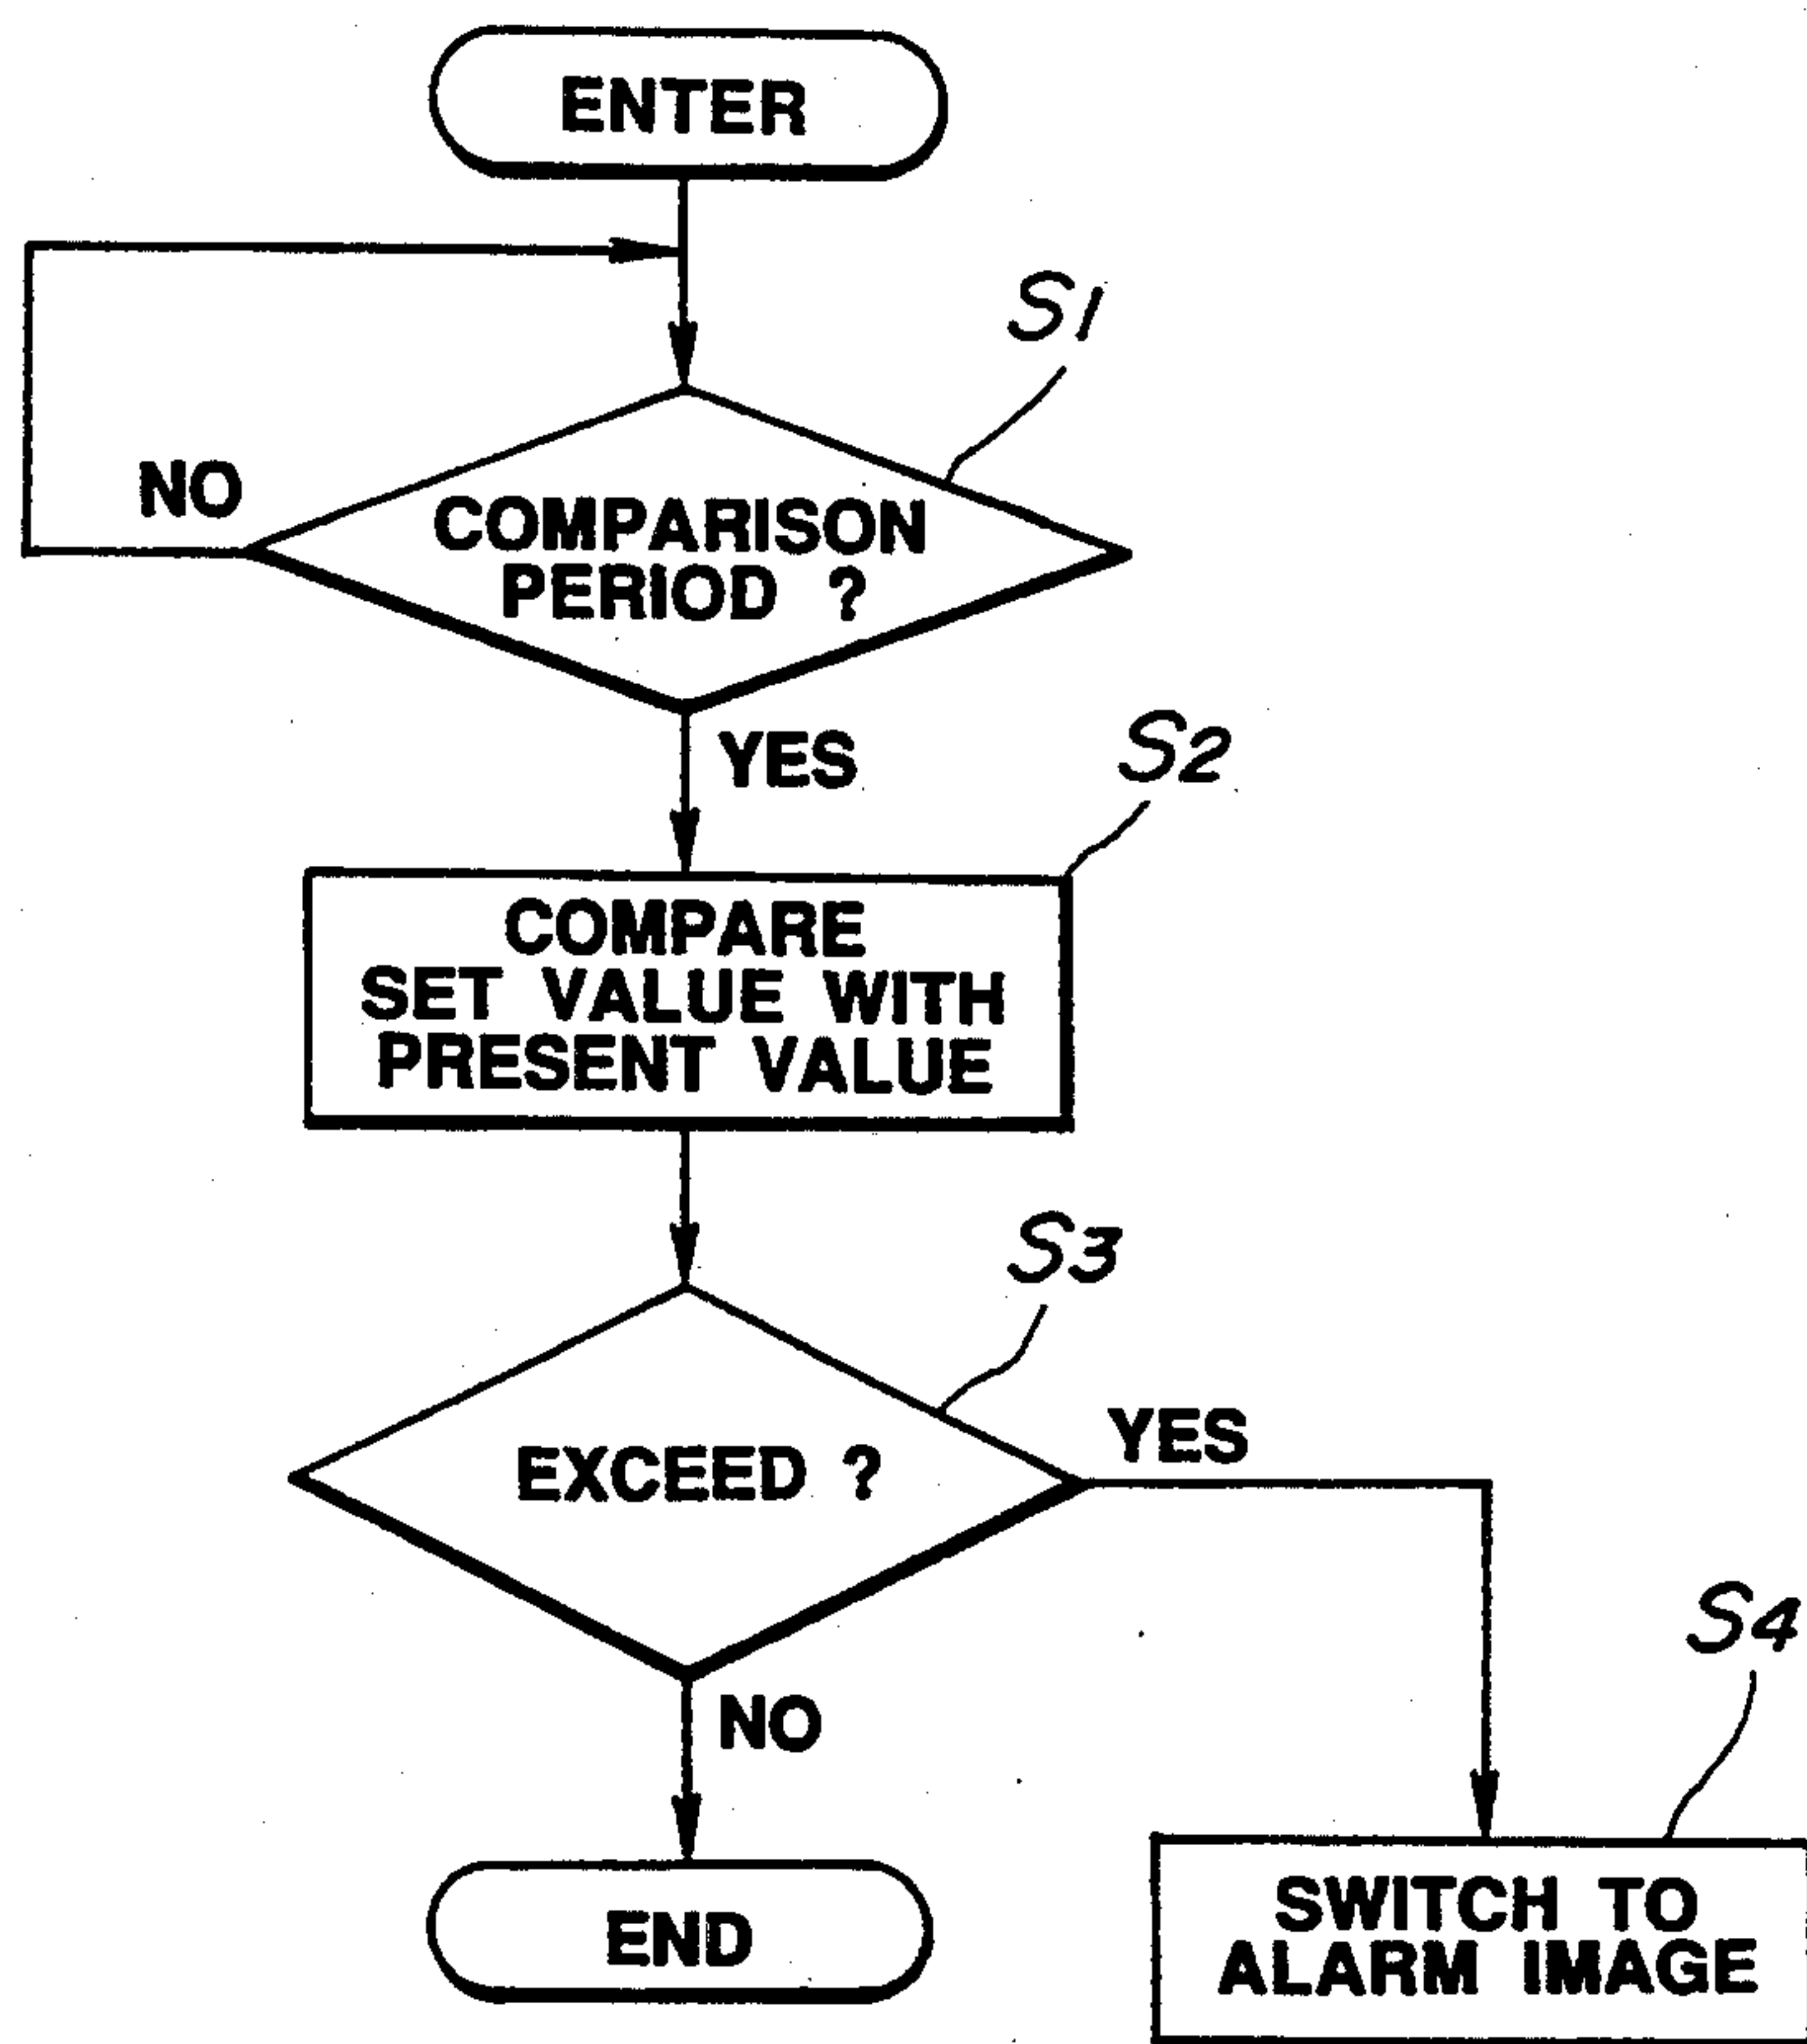 ENTER
S1
NO
COMPARISON
PERIOD ?
YES
S2
COMPARE
SET VALUE WITH
PRESENT VALUE
S3
EXCEED ?
YES
NO
S4
END
SWITCH TO
ALARM IMAGE